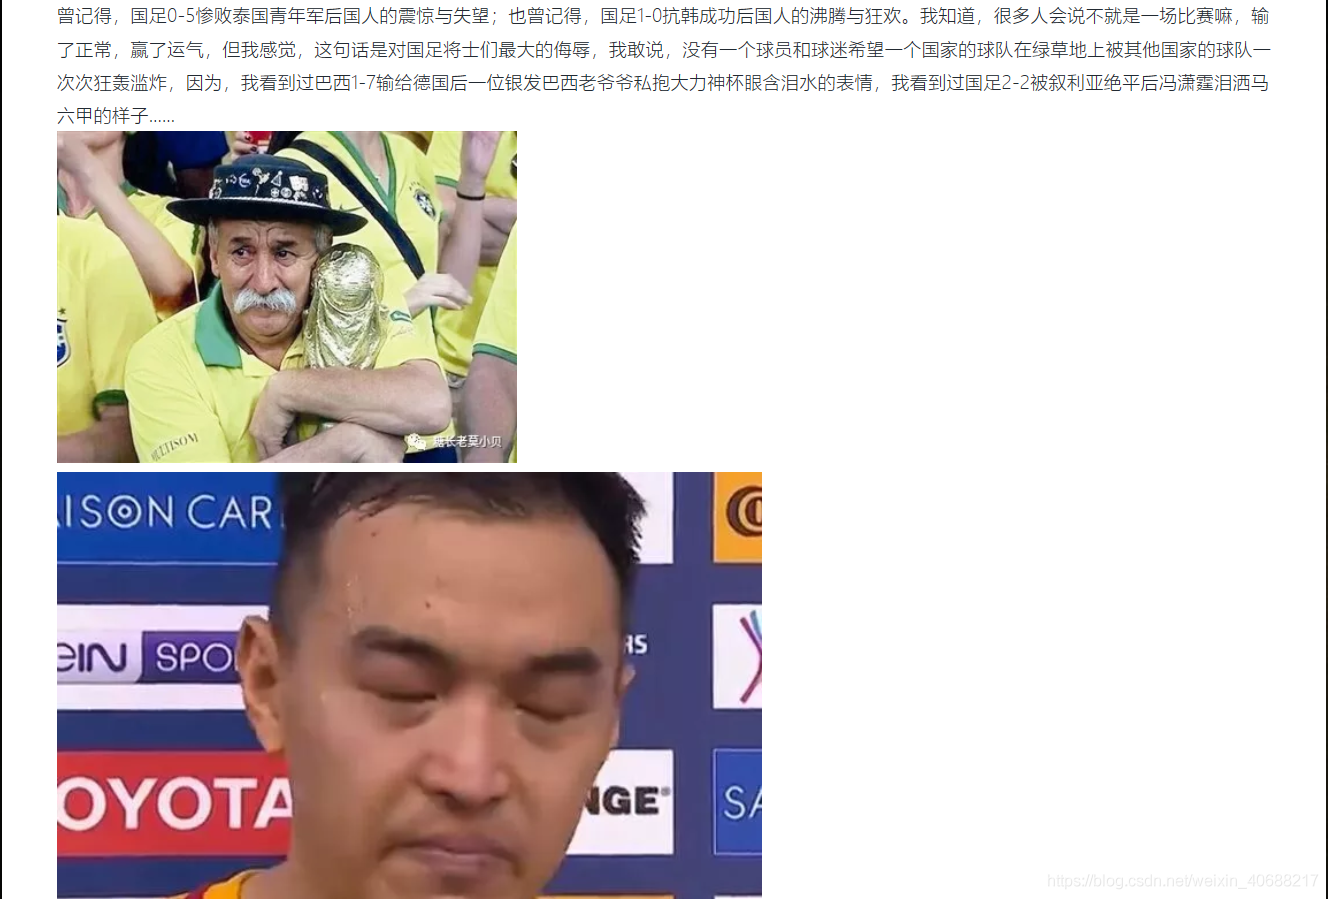 曾记得，国足0-5惨败泰国青年军后国人的震惊与失望；也曾记得，国足1-0抗韩成功后国人的沸腾与狂欢。我知道，很多人会说不就是一场比赛嘛，输
了正常，赢了运气，但我感觉，这句话是对国足将士们最大的侮辱，我敢说，没有一个球员和球迷希望一个国家的球队在绿草地上被其他国家的球队一
次次狂轰滥炸，因为，我看到过巴西1-7输给德国后一位银发巴西老爷爷私抱大力神杯眼含泪水的表情，我看到过国足2-2被叙利亚绝平后冯潇霆泪洒马
六甲的样子......
MULTISOM
糖长老莫小贝
AISON CAR
EIN SPO
RS
OYOTA
NGE
SA
https://blog.csdn.net/weixin_40688217